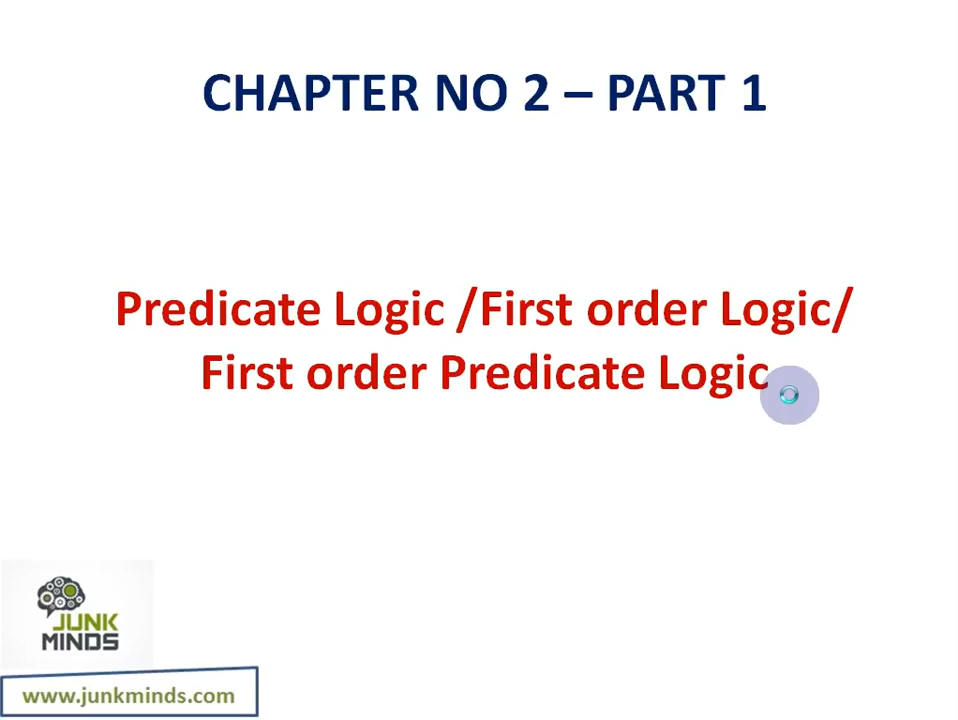 CHAPTER NO 2 – PART 1
Predicate Logic /First order Logic/
First order Predicate Logic
JUNK
MINDS
www.junkminds.com